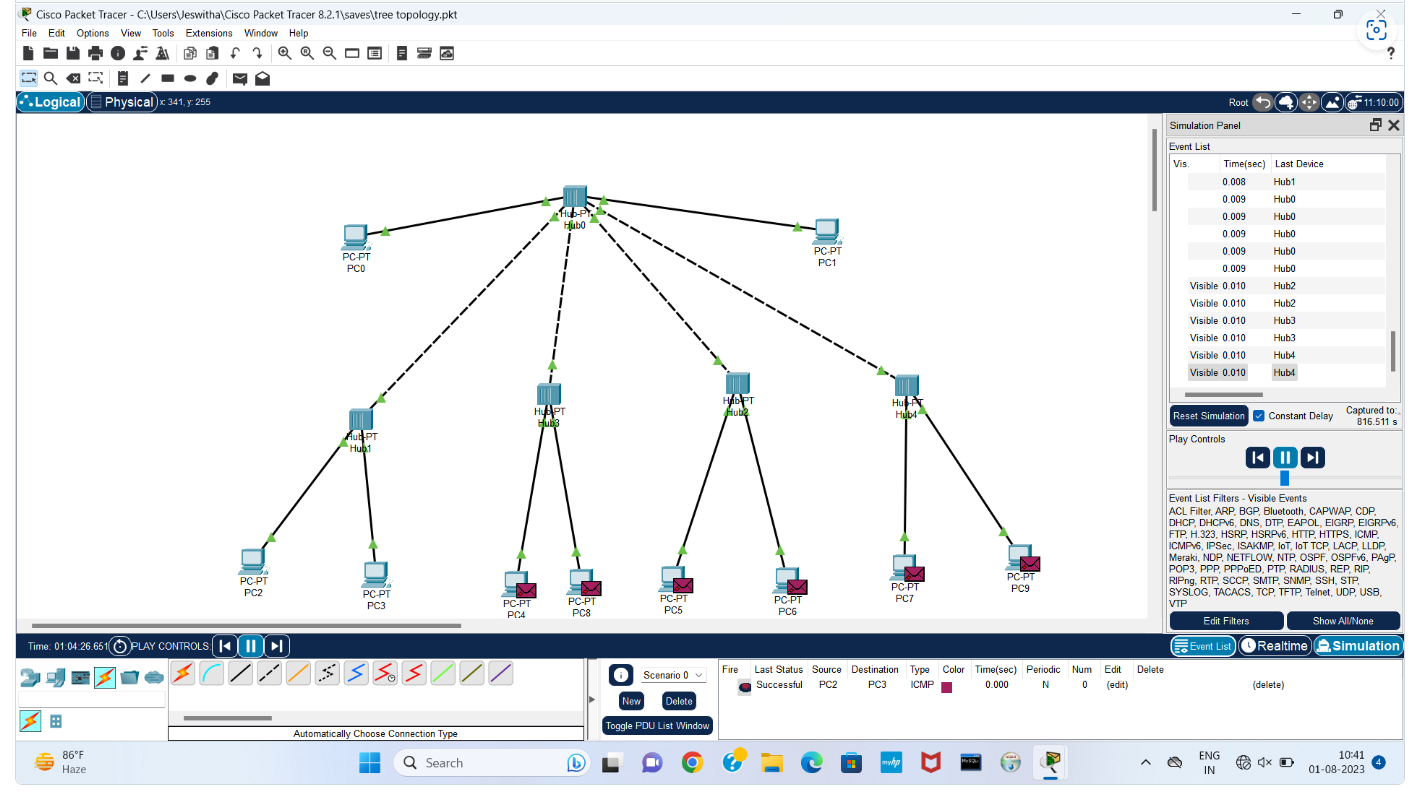 Cisco Packet Tracer - C:\Users\Jeswitha\Cisco Packet Tracer 8.2.1\saves\tree topology.pkt
File Edit Options View Tools Extensions Window Help
?
Logical Physical x: 341, y: 255 Root 11:10:00
Simulation Panel
Event List
Vis. Time(sec) Last Device
0.008 Hub1
0.009 Hub0
0.009 Hub0
0.009 Hub0
0.009 Hub0
0.009 Hub0
Visible 0.010 Hub2
Visible 0.010 Hub2
Visible 0.010 Hub3
Visible 0.010 Hub3
Visible 0.010 Hub4
Visible 0.010 Hub4
Reset Simulation Constant Delay Captured to:
816.511 s
Play Controls
Event List Filters - Visible Events
ACL Filter, ARP, BGP, Bluetooth, CAPWAP, CDP,
DHCP, DHCPv6, DNS, DTP, EAPOL, EIGRP, EIGRPv6,
FTP, H.323, HSRP, HSRPv6, HTTP, HTTPS, ICMP,
ICMPv6, IPSec, ISAKMP, IoT, IoT TCP, LACP, LLDP,
Meraki, NDP, NETFLOW, NTP, OSPF, OSPFv6, PAgP,
POP3, PPP, PPPoED, PTP, RADIUS, REP, RIP,
RIPng, RTP, SCCP, SMTP, SNMP, SSH, STP,
SYSLOG, TACACS, TCP, TFTP, Telnet, UDP, USB,
VTP
Edit Filters Show All/None
Hub-PT
Hub0
PC-PT
PC0
PC-PT
PC1
Hub-PT
Hub1
Hub-PT
Hub3
Hub-PT
Hub2
Hub-PT
Hub4
PC-PT
PC2
PC-PT
PC3
PC-PT
PC4
PC-PT
PC8
PC-PT
PC5
PC-PT
PC6
PC-PT
PC7
PC-PT
PC9
Time: 01:04:26.651 PLAY CONTROLS: Event List Realtime Simulation
Scenario 0
New Delete
Toggle PDU List Window
Fire Last Status Source Destination Type Color Time(sec) Periodic Num Edit Delete
Successful PC2 PC3 ICMP 0.000 N 0 (edit) (delete)
Automatically Choose Connection Type
86°F
Haze
Search
myhp
MySQL
ENG
IN
10:41
01-08-2023
4